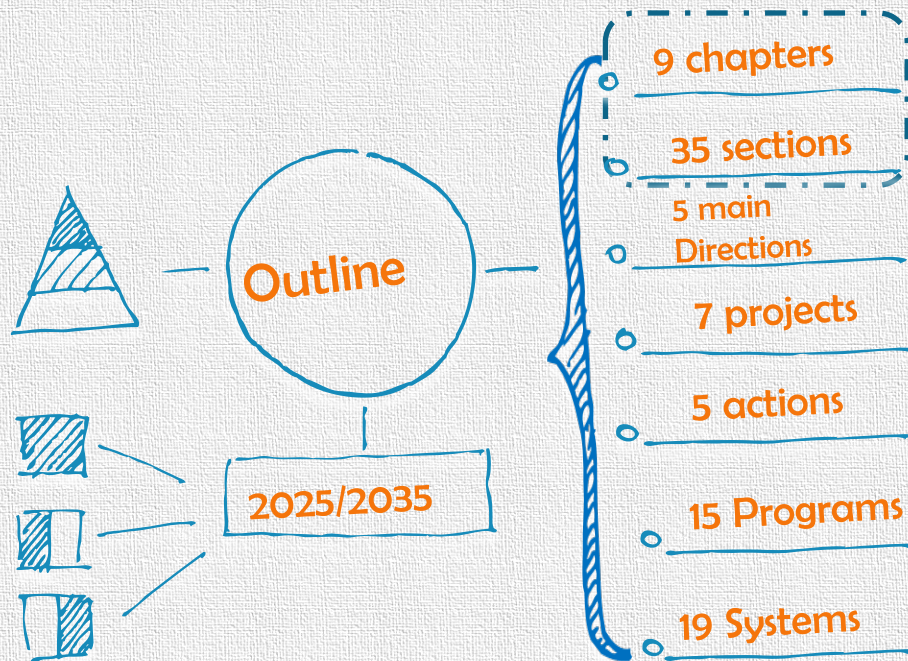 9 chapters
35 sections
5 main
Directions
7 projects
5 actions
15 Programs
19 Systems
Outline
2025/2035